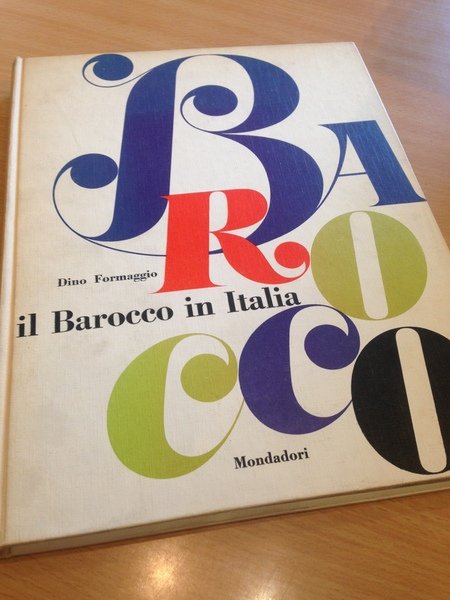 BAROCCO
Dino Formaggio
il Barocco in Italia
Mondadori